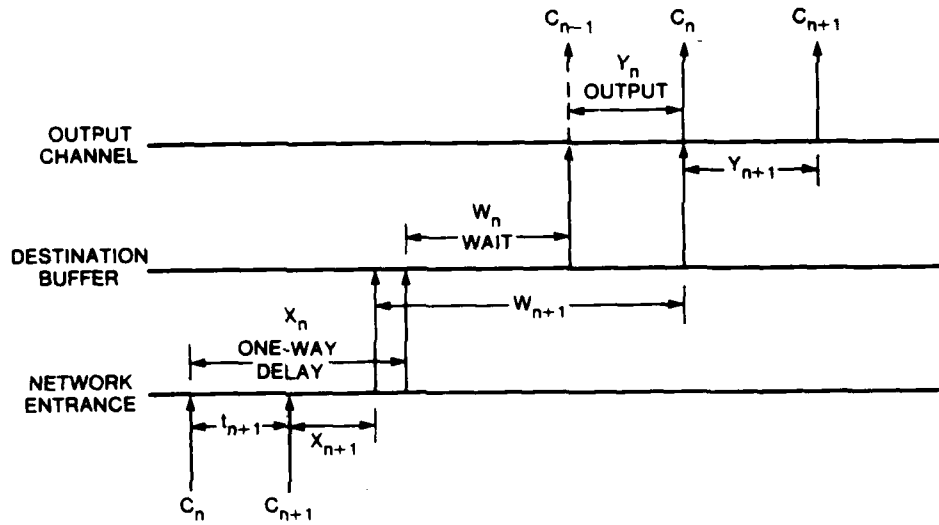 C_{n-1} C_n C_{n+1}
Y_n
OUTPUT
OUTPUT
CHANNEL
Y_{n+1}
W_n
WAIT
DESTINATION
BUFFER
W_{n+1}
X_n
ONE-WAY
DELAY
NETWORK
ENTRANCE
t_{n+1}
X_{n+1}
C_n C_{n+1}